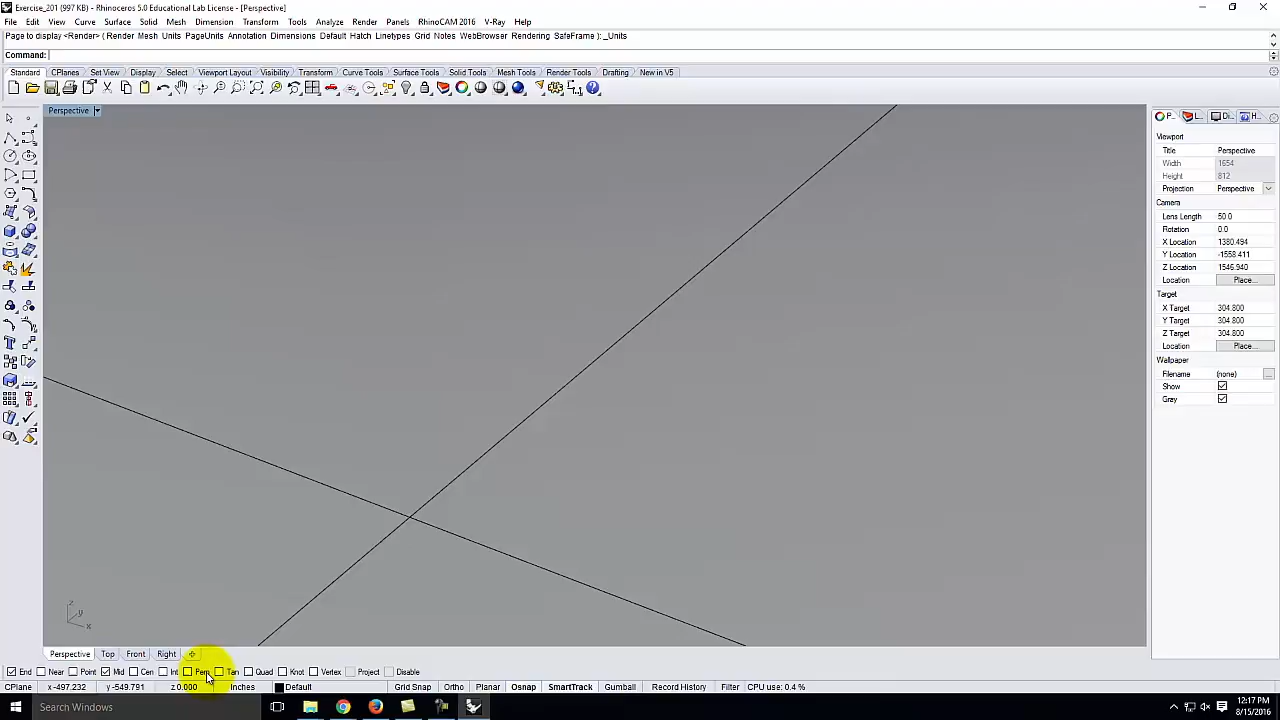 Exercise_201 (997 KB) - Rhinoceros 5.0 Educational Lab License - [Perspective]
File Edit View Curve Surface Solid Mesh Dimension Transform Tools Analyze Render Panels RhinoCAM 2016 V-Ray Help
Page to display <Render> ( Render Mesh Units PageUnits Annotation Dimensions Default Hatch Linetypes Grid Notes WebBrowser Rendering SafeFrame ): _Units
Command:
Standard CPlanes Set View Display Select Viewport Layout Visibility Transform Curve Tools Surface Tools Solid Tools Mesh Tools Render Tools Drafting New in V5
Perspective
P... L... Di... H...
Viewport
Title Perspective
Width 1654
Height 812
Projection Perspective
Camera
Lens Length 50.0
Rotation 0.0
X Location 1380.494
Y Location -1558.411
Z Location 1546.940
Location Place...
Target
X Target 304.800
Y Target 304.800
Z Target 304.800
Location Place...
Wallpaper
Filename (none) ...
Show
Gray
z
y
x
Perspective Top Front Right
End Near Point Mid Cen Int Perp Tan Quad Knot Vertex Project Disable
CPlane x -497.232 y -549.791 z 0.000 Inches Default Grid Snap Ortho Planar Osnap SmartTrack Gumball Record History Filter CPU use: 0.4 %
Search Windows
12:17 PM
8/15/2016